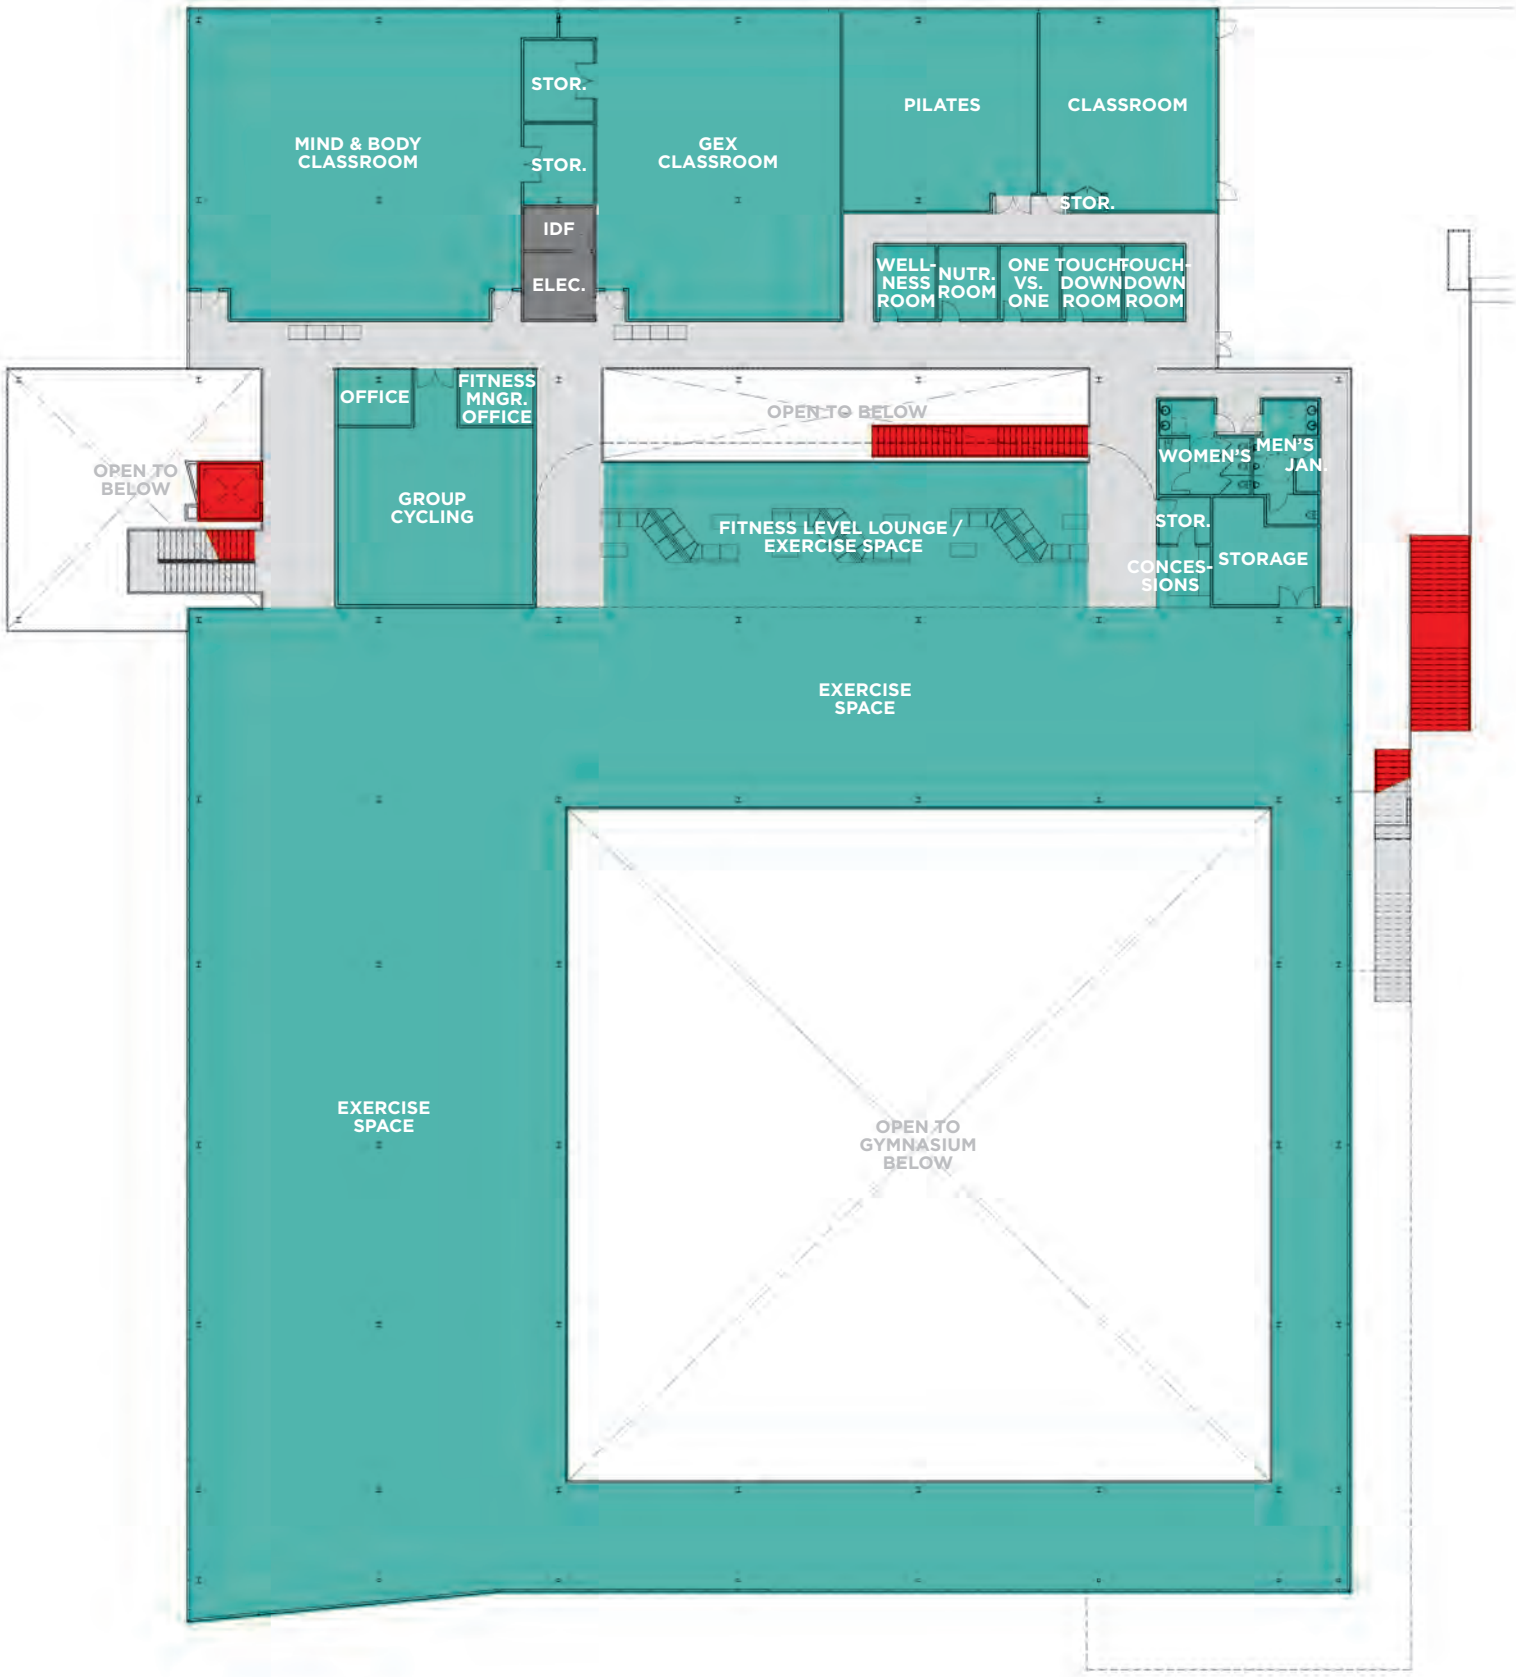 STOR.
PILATES
CLASSROOM
MIND & BODY
CLASSROOM
GEX
CLASSROOM
STOR.
STOR.
IDF
ELEC.
WELL-
NESS
ROOM
NUTR.
ROOM
ONE
VS.
ONE
TOUCH-
DOWN
ROOM
TOUCH-
DOWN
ROOM
OFFICE
FITNESS
MNGR.
OFFICE
OPEN TO BELOW
WOMEN'S
MEN'S
JAN.
OPEN TO
BELOW
GROUP
CYCLING
FITNESS LEVEL LOUNGE /
EXERCISE SPACE
STOR.
STORAGE
CONCES-
SIONS
EXERCISE
SPACE
EXERCISE
SPACE
OPEN TO
GYMNASIUM
BELOW